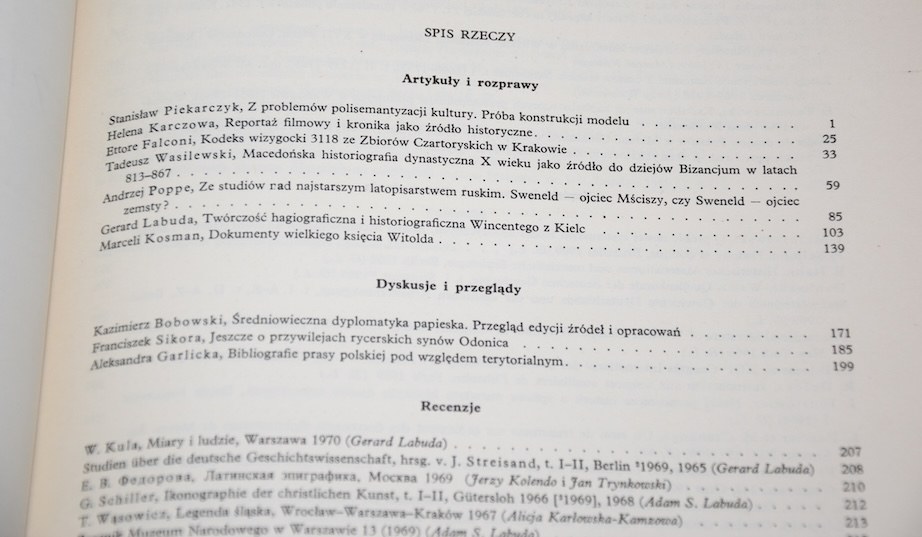 SPIS RZECZY
Artykuły i rozprawy
Stanisław Piekarczyk, Z problemów polisemantyzacji kultury. Próba konstrukcji modelu . . . . . . . . . . 1
Helena Karczowa, Reportaż filmowy i kronika jako źródło historyczne. . . . . . . . . . . . . . . . 25
Ettore Falconi, Kodeks wizygocki 3118 ze Zbiorów Czartoryskich w Krakowie . . . . . . . . . . . . . 33
Tadeusz Wasilewski, Macedońska historiografia dynastyczna X wieku jako źródło do dziejów Bizancjum w latach
813–867 . . . . . . . . . . . . . . . . . . . . . . . . . . . . . . . . . . . 59
Andrzej Poppe, Ze studiów nad najstarszym latopisarstwem ruskim. Sweneld — ojciec Mściszy, czy Sweneld — ojciec
zemsty? . . . . . . . . . . . . . . . . . . . . . . . . . . . . . . . . . . . 85
Gerard Labuda, Twórczość hagiograficzna i historiograficzna Wincentego z Kielc . . . . . . . . . . . . 103
Marceli Kosman, Dokumenty wielkiego księcia Witolda . . . . . . . . . . . . . . . . . . . . . 139
Dyskusje i przeglądy
Kazimierz Bobowski, Średniowieczna dyplomatyka papieska. Przegląd edycji źródeł i opracowań . . . . . . . 171
Franciszek Sikora, Jeszcze o przywilejach rycerskich synów Odonica . . . . . . . . . . . . . . . . . 185
Aleksandra Garlicka, Bibliografie prasy polskiej pod względem terytorialnym. . . . . . . . . . . . . . 199
Recenzje
W. Kula, Miary i ludzie, Warszawa 1970 (Gerard Labuda) . . . . . . . . . . . . . . . . . . . . . 207
Studien über die deutsche Geschichtswissenschaft, hrsg. v. J. Streisand, t. I–II, Berlin ³1969, 1965 (Gerard Labuda) 208
Е. В. Федорова, Латинская эпиграфика, Москва 1969 (Jerzy Kolendo i Jan Trynkowski) . . . . . . . . . . 210
G. Schiller, Ikonographie der christlichen Kunst, t. I–II, Gütersloh 1966 [²1969], 1968 (Adam S. Labuda) . . . . . 212
T. Wąsowicz, Legenda śląska, Wrocław–Warszawa–Kraków 1967 (Alicja Karłowska-Kamzowa) . . . . . . . . 213
Muzeum Narodowego w Warszawie 13 (1969) (Adam S. Labuda)